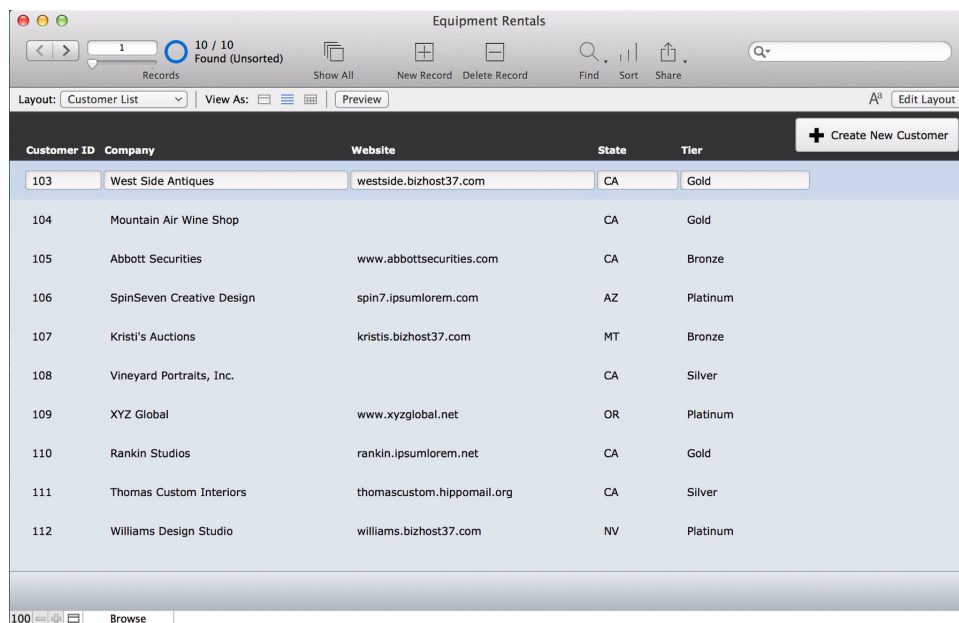 Equipment Rentals
1
10 / 10
Found (Unsorted)
Records
Show All
New Record
Delete Record
Find
Sort
Share
Layout: Customer List View As: Preview Aª Edit Layout
Create New Customer
Customer ID Company Website State Tier
103 West Side Antiques westside.bizhost37.com CA Gold
104 Mountain Air Wine Shop CA Gold
105 Abbott Securities www.abbottsecurities.com CA Bronze
106 SpinSeven Creative Design spin7.ipsumlorem.com AZ Platinum
107 Kristi's Auctions kristis.bizhost37.com MT Bronze
108 Vineyard Portraits, Inc. CA Silver
109 XYZ Global www.xyzglobal.net OR Platinum
110 Rankin Studios rankin.ipsumlorem.net CA Gold
111 Thomas Custom Interiors thomascustom.hippomail.org CA Silver
112 Williams Design Studio williams.bizhost37.com NV Platinum
100 Browse